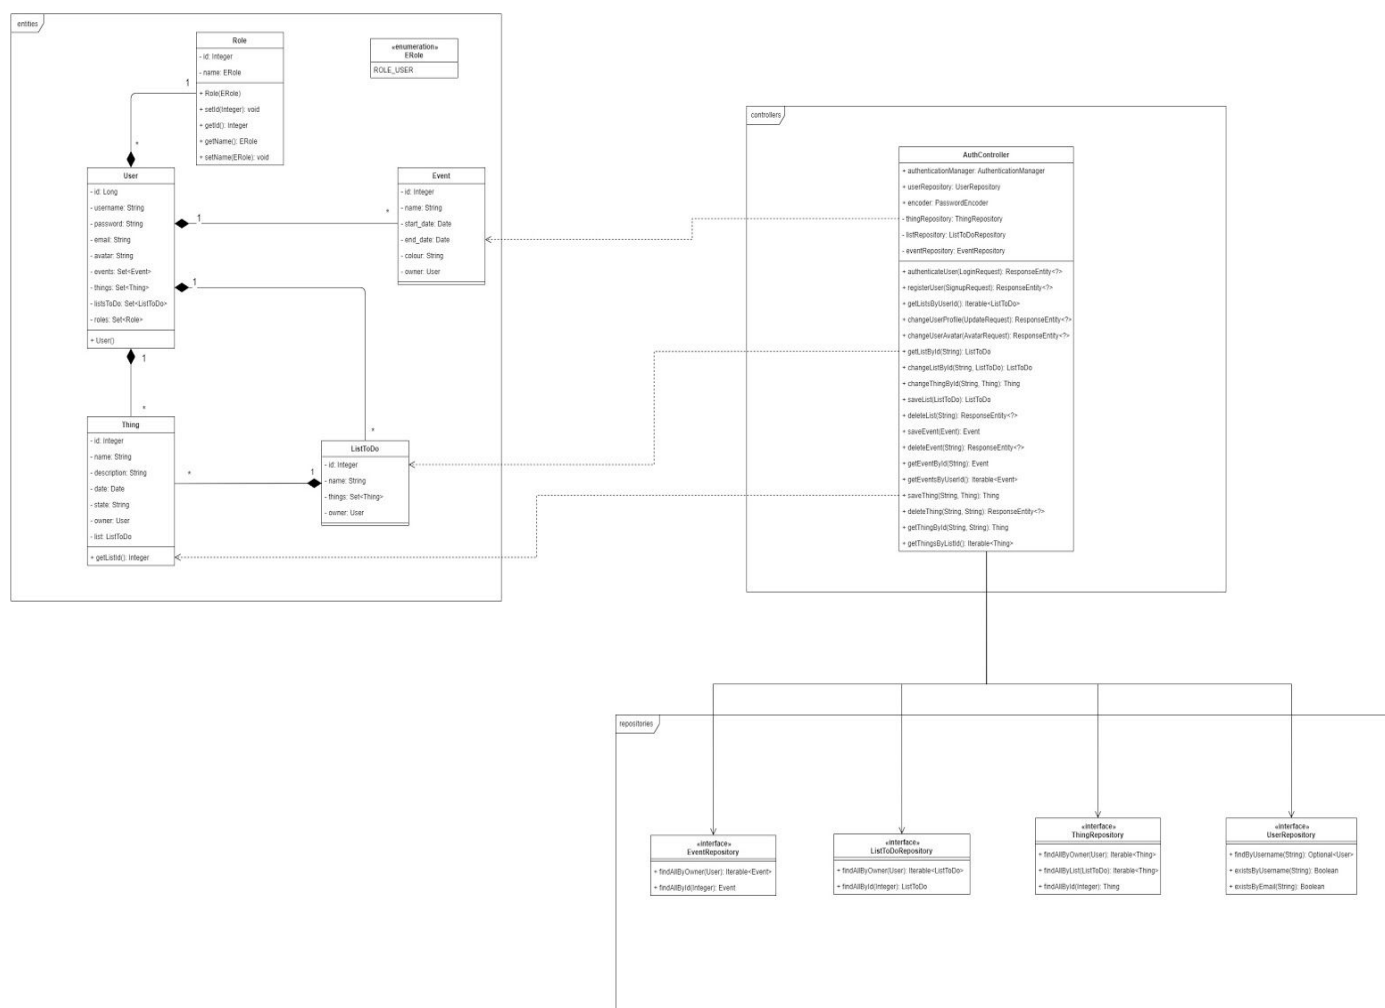 entities
Role
- id: Integer
- name: ERole
+ Role(ERole)
+ setId(Integer): void
+ getId(): Integer
+ getName(): ERole
+ setName(ERole): void
«enumeration»
ERole
ROLE_USER
1
*
User
- id: Long
- username: String
- password: String
- email: String
- avatar: String
- events: Set<Event>
- things: Set<Thing>
- listsToDo: Set<ListToDo>
- roles: Set<Role>
+ User()
1
*
1
1
*
*
Event
- id: Integer
- name: String
- start_date: Date
- end_date: Date
- colour: String
- owner: User
Thing
- id: Integer
- name: String
- description: String
- date: Date
- state: String
- owner: User
- list: ListToDo
+ getListId(): Integer
*
1
ListToDo
- id: Integer
- name: String
- things: Set<Thing>
- owner: User
controllers
AuthController
+ authenticationManager: AuthenticationManager
+ userRepository: UserRepository
+ encoder: PasswordEncoder
- thingRepository: ThingRepository
- listRepository: ListToDoRepository
- eventRepository: EventRepository
+ authenticateUser(LoginRequest): ResponseEntity<?>
+ registerUser(SignupRequest): ResponseEntity<?>
+ getListsByUserId(): Iterable<ListToDo>
+ changeUserProfile(UpdateRequest): ResponseEntity<?>
+ changeUserAvatar(AvatarRequest): ResponseEntity<?>
+ getListById(String): ListToDo
+ changeListById(String, ListToDo): ListToDo
+ changeThingById(String, Thing): Thing
+ saveList(ListToDo): ListToDo
+ deleteList(String): ResponseEntity<?>
+ saveEvent(Event): Event
+ deleteEvent(String): ResponseEntity<?>
+ getEventById(String): Event
+ getEventsByUserId(): Iterable<Event>
+ saveThing(String, Thing): Thing
+ deleteThing(String, String): ResponseEntity<?>
+ getThingById(String, String): Thing
+ getThingsByListId(): Iterable<Thing>
repositories
«interface»
EventRepository
+ findAllByOwner(User): Iterable<Event>
+ findAllById(Integer): Event
«interface»
ListToDoRepository
+ findAllByOwner(User): Iterable<ListToDo>
+ findAllById(Integer): ListToDo
«interface»
ThingRepository
+ findAllByOwner(User): Iterable<Thing>
+ findAllByList(ListToDo): Iterable<Thing>
+ findAllById(Integer): Thing
«interface»
UserRepository
+ findByUsername(String): Optional<User>
+ existsByUsername(String): Boolean
+ existsByEmail(String): Boolean